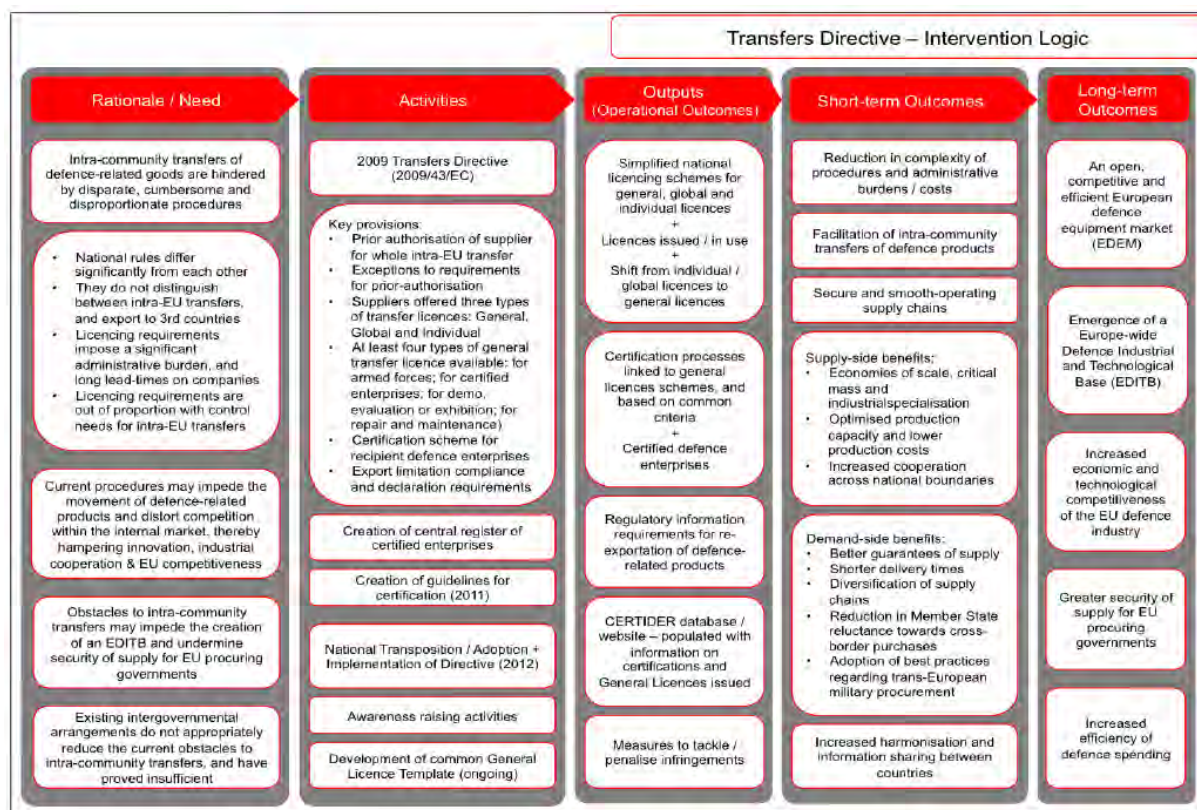 Transfers Directive – Intervention Logic
Rationale / Need
Intra-community transfers of
defence-related goods are hindered
by disparate, cumbersome and
disproportionate procedures
• National rules differ
significantly from each other
• They do not distinguish
between intra-EU transfers,
and export to 3rd countries
• Licencing requirements
impose a significant
administrative burden, and
long lead-times on companies
• Licencing requirements are
out of proportion with control
needs for intra-EU transfers
Current procedures may impede the
movement of defence-related
products and distort competition
within the internal market, thereby
hampering innovation, industrial
cooperation & EU competitiveness
Obstacles to intra-community
transfers may impede the creation
of an EDITB and undermine
security of supply for EU procuring
governments
Existing intergovernmental
arrangements do not appropriately
reduce the current obstacles to
intra-community transfers, and have
proved insufficient
Activities
2009 Transfers Directive
(2009/43/EC)
Key provisions:
• Prior authorisation of supplier
for whole intra-EU transfer
• Exceptions to requirements
for prior-authorisation
• Suppliers offered three types
of transfer licences: General,
Global and Individual
• At least four types of general
transfer licence available: for
armed forces; for certified
enterprises; for demo,
evaluation or exhibition; for
repair and maintenance)
• Certification scheme for
recipient defence enterprises
• Export limitation compliance
and declaration requirements
Creation of central register of
certified enterprises
Creation of guidelines for
certification (2011)
National Transposition / Adoption +
Implementation of Directive (2012)
Awareness raising activities
Development of common General
Licence Template (ongoing)
Outputs
(Operational Outcomes)
Simplified national
licencing schemes for
general, global and
individual licences
+
Licences issued / in use
+
Shift from individual /
global licences to
general licences
Certification processes
linked to general
licences schemes, and
based on common
criteria
+
Certified defence
enterprises
Regulatory information
requirements for re-
exportation of defence-
related products
CERTIDER database /
website – populated with
information on
certifications and
General Licences issued
Measures to tackle /
penalise infringements
Short-term Outcomes
Reduction in complexity of
procedures and administrative
burdens / costs
Facilitation of intra-community
transfers of defence products
Secure and smooth-operating
supply chains
Supply-side benefits;
• Economies of scale, critical
mass and
industrialspecialisation
• Optimised production
capacity and lower
production costs
• Increased cooperation
across national boundaries
Demand-side benefits:
• Better guarantees of supply
• Shorter delivery times
• Diversification of supply
chains
• Reduction in Member State
reluctance towards cross-
border purchases
• Adoption of best practices
regarding trans-European
military procurement
Increased harmonisation and
information sharing between
countries
Long-term
Outcomes
An open,
competitive and
efficient European
defence
equipment market
(EDEM)
Emergence of a
Europe-wide
Defence Industrial
and Technological
Base (EDITB)
Increased
economic and
technological
competitiveness
of the EU defence
industry
Greater security of
supply for EU
procuring
governments
Increased
efficiency of
defence spending